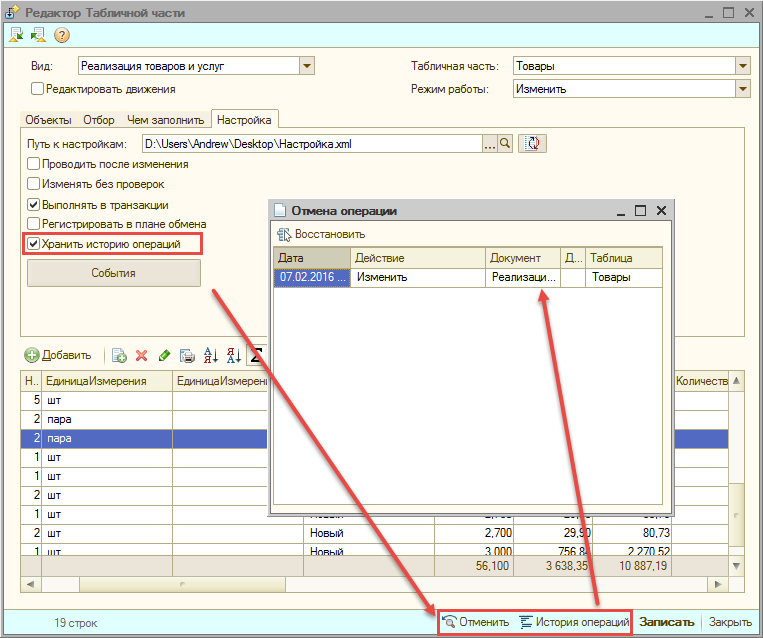 Редактор Табличной части
Вид: Реализация товаров и услуг
Табличная часть: Товары
Редактировать движения
Режим работы: Изменить
Объекты Отбор Чем заполнить Настройка
Путь к настройкам: D:\Users\Andrew\Desktop\Настройка.xml ...
Проводить после изменения
Изменять без проверок
Выполнять в транзакции
Регистрировать в плане обмена
Хранить историю операций
События
Отмена операции
Восстановить
Дата Действие Документ Д... Таблица
07.02.2016 ... Изменить Реализаци... Товары
Добавить
Н.. ЕдиницаИзмерения ЕдиницаИзмерени Количеств
5 шт
2 пара
2 пара
1 шт
1 шт
2 шт
1 шт
2 шт Новый 2,700 29,90 80,73
1 шт Новый 3,000 756,84 2 270,52
56,100 3 638,35 10 887,19
19 строк
Отменить История операций Записать Закрыть